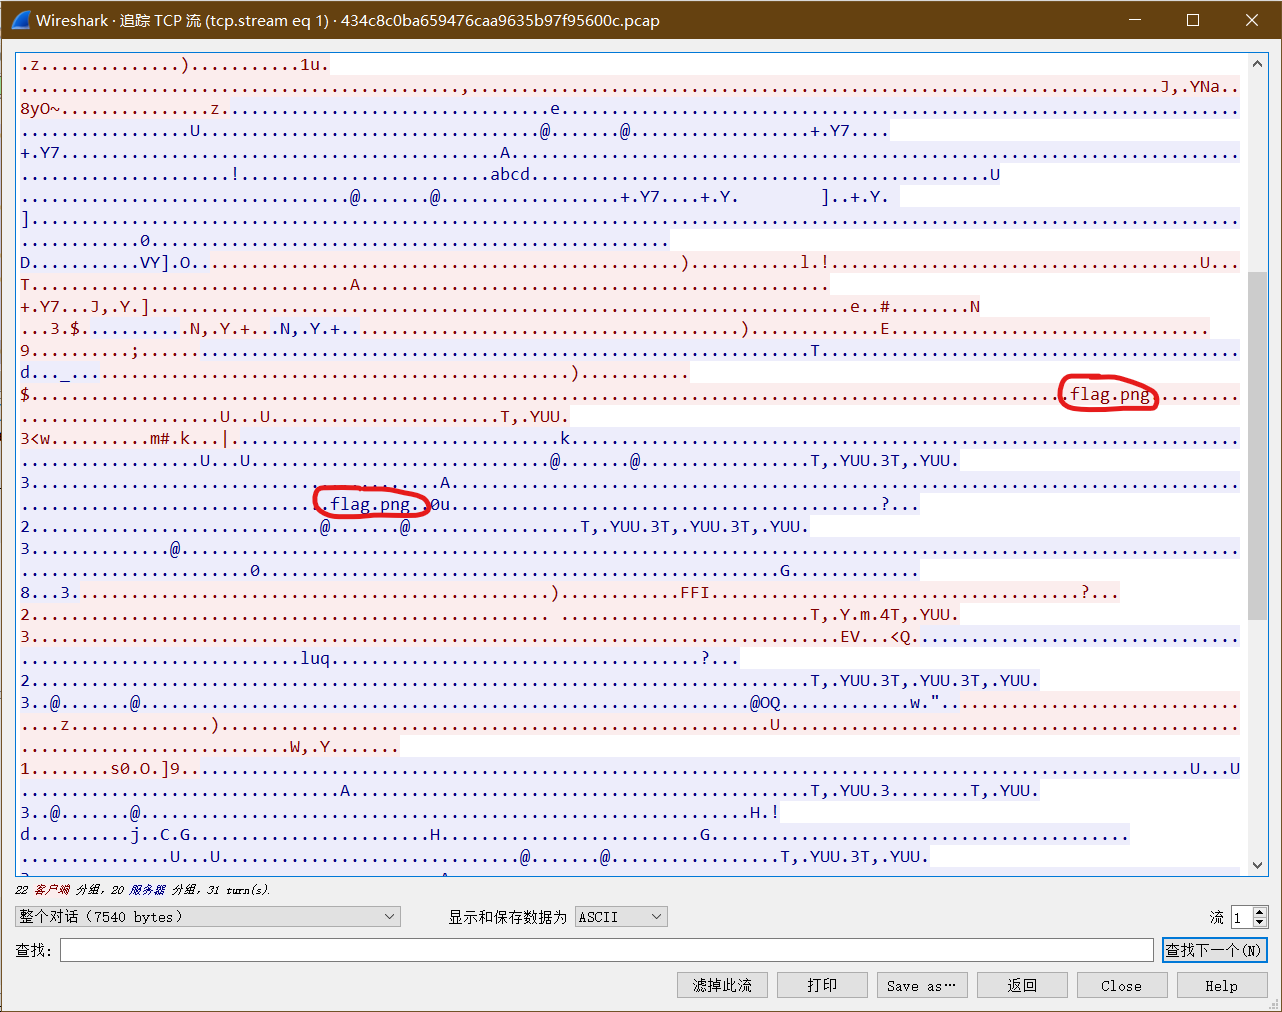 Wireshark · 追踪 TCP 流 (tcp.stream eq 1) · 434c8c0ba659476caa9635b97f95600c.pcap
.z..............)...........1u.
............................................,.....................................................................J,.YNa..
8yO~...............z.................................e....................................................................
.................U..................................@.......@..................+.Y7....
+.Y7............................................A.........................................................................
.....................!.........................abcd..............................................U
.................................@.......@..................+.Y7....+.Y.        ]..+.Y.
].........................................................................................................................
............0....................................................
D...........VY].O..................................................)...........l.!.....................................U...
T................................A...............................................
+.Y7...J,.Y.]......................................................................e..#........N
...3.$...........N,.Y.+...N,.Y.+........................................).............E................................
9..........;...................................................................T..........................................
d..._...................................................)...........
$.........................................................................................................flag.png.........
....................U...U.......................T,.YUU.
3<w..........m#.k...|.................................k...................................................................
..................U...U..............................@.......@.................T,.YUU.3T,.YUU.
3.........................................A...............................................................................
...............................flag.png..0u...........................................?...
2.............................@.......@.................T,.YUU.3T,.YUU.3T,.YUU.
3..............@..........................................................................................................
.......................0....................................................G.............
8...3................................................)............FFI.....................................?...
2..............................................................................T,.Y.m.4T,.YUU.
3.................................................................................EV...<Q.................................
............................luq.....................................?...
2..............................................................................T,.YUU.3T,.YUU.3T,.YUU.
3..@.......@.............................................................@OQ.............w."..............................
....z..............).......................................................U..............................................
...........................W,.Y.......
1........s0.O.]9....................................................................................................U...U
................................A..............................................T,.YUU.3........T,.YUU.
3..@.......@.............................................................H.!
d..........j..C.G........................H..........................G..........................................
...............U...U..............................@.......@.................T,.YUU.3T,.YUU.
22 客户端 分组, 20 服务器 分组, 31 turn(s).
整个对话 (7540 bytes) 显示和保存数据为 ASCII 流 1
查找: 查找下一个(N)
滤掉此流 打印 Save as… 返回 Close Help